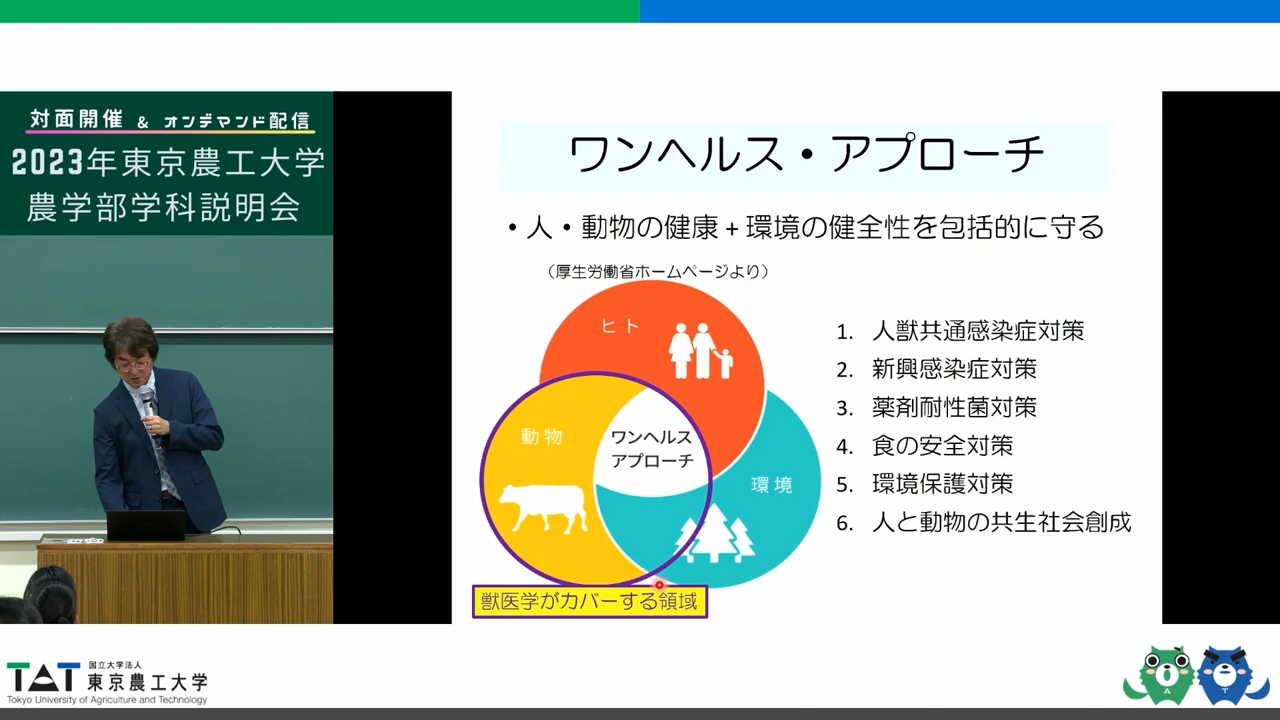 対面開催 & オンデマンド配信
2023年東京農工大学
農学部学科説明会
ワンヘルス・アプローチ
・人・動物の健康 + 環境の健全性を包括的に守る
（厚生労働省ホームページより）
ヒト
動物
ワンヘルス
アプローチ
環境
獣医学がカバーする領域
1. 人獣共通感染症対策
2. 新興感染症対策
3. 薬剤耐性菌対策
4. 食の安全対策
5. 環境保護対策
6. 人と動物の共生社会創成
TAT
国立大学法人
東京農工大学
Tokyo University of Agriculture and Technology
A
T